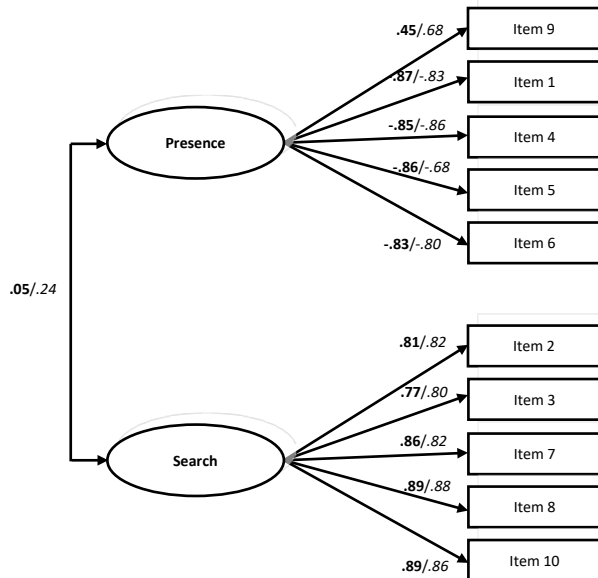 .45/.68
Item 9
-.87/-.83
Item 1
-.85/-.86
Item 4
Presence
-.86/-.68
Item 5
-.83/-.80
Item 6
.05/.24
.81/.82
Item 2
.77/.80
Item 3
.86/.82
Item 7
Search
.89/.88
Item 8
.89/.86
Item 10